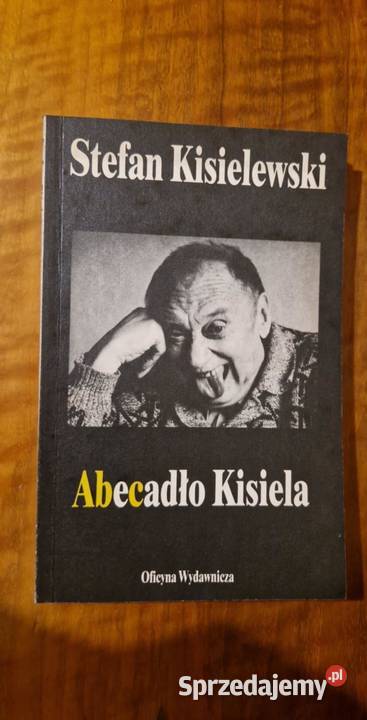 Stefan Kisielewski
Abecadło Kisiela
Oficyna Wydawnicza
Sprzedajemy.pl